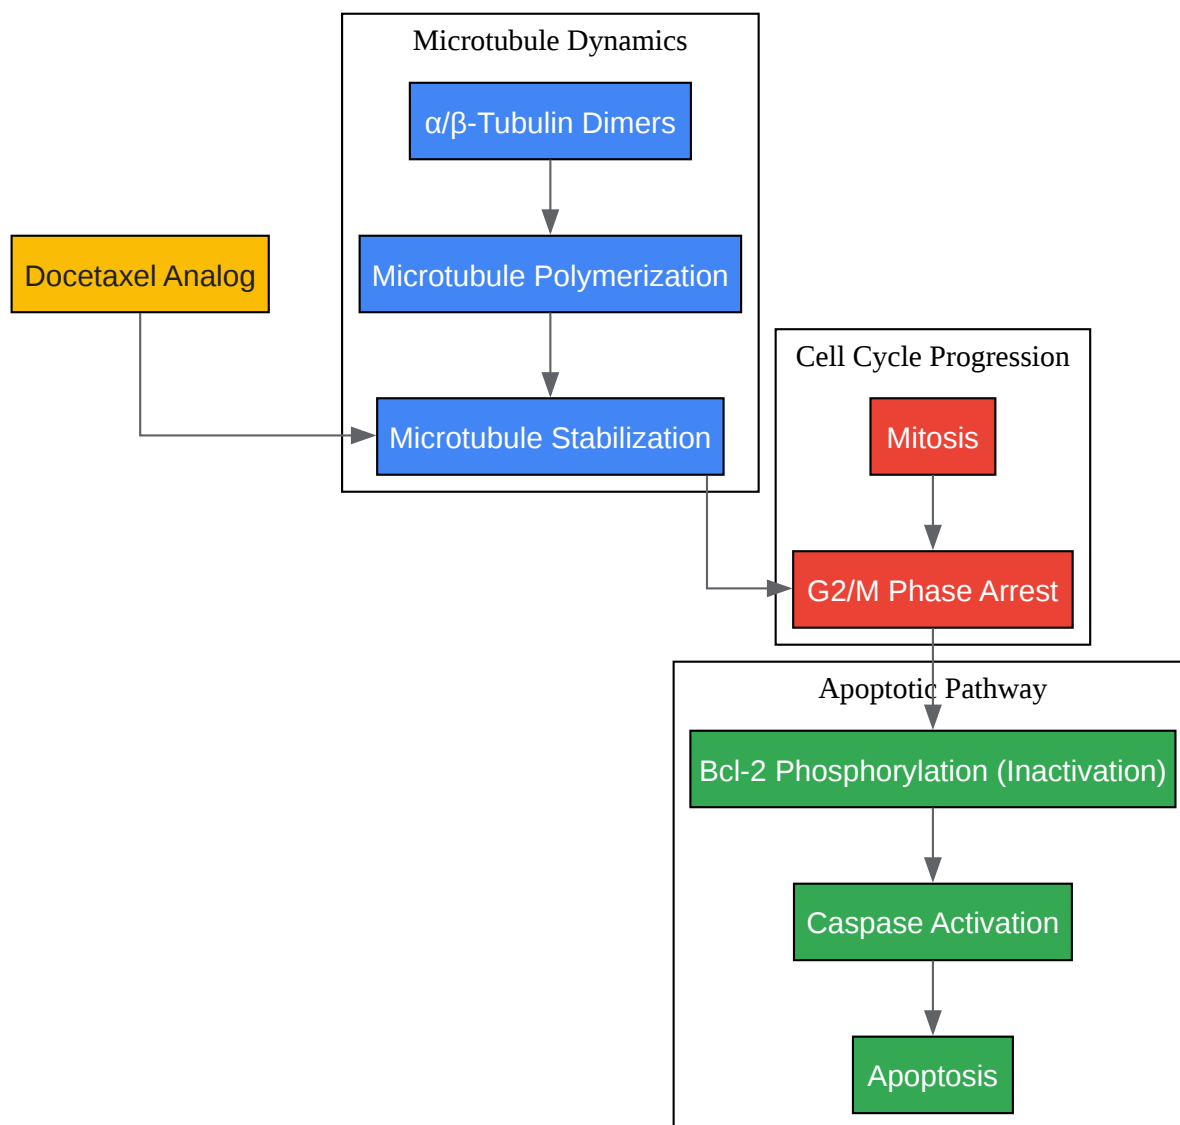 Microtubule Dynamics
α/β-Tubulin Dimers
Docetaxel Analog
Microtubule Polymerization
Microtubule Stabilization
Cell Cycle Progression
Mitosis
G2/M Phase Arrest
Apoptotic Pathway
Bcl-2 Phosphorylation (Inactivation)
Caspase Activation
Apoptosis